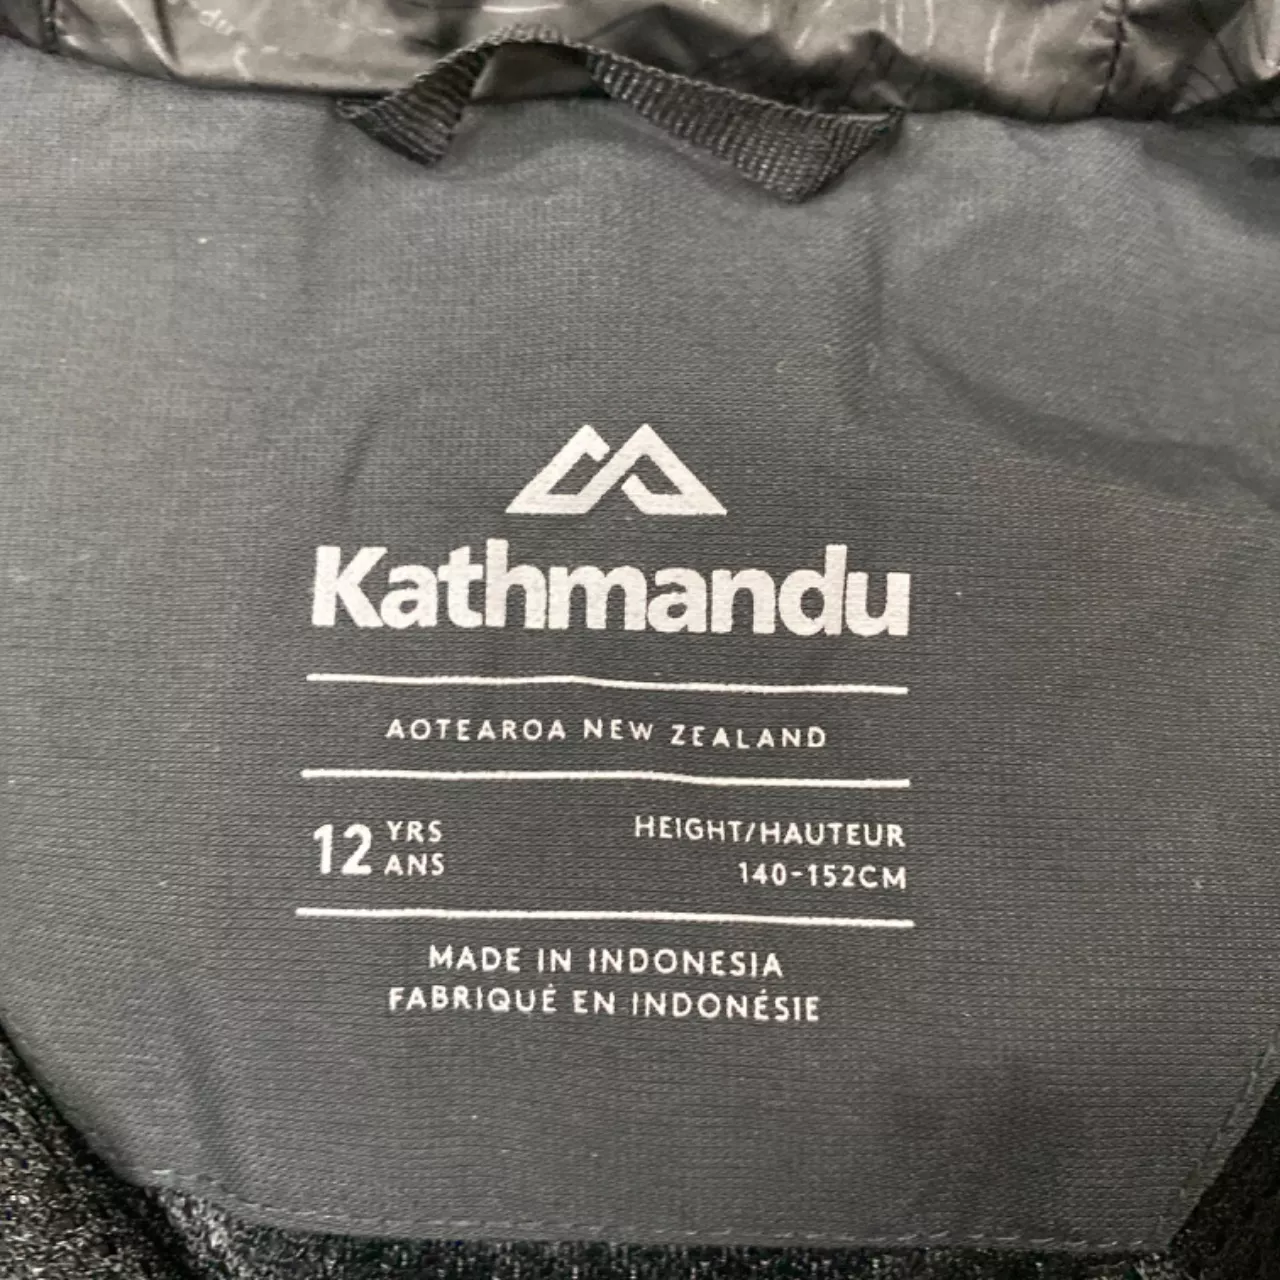 Kathmandu
AOTEAROA NEW ZEALAND
12 YRS
ANS
HEIGHT/HAUTEUR
140-152CM
MADE IN INDONESIA
FABRIQUÉ EN INDONÉSIE